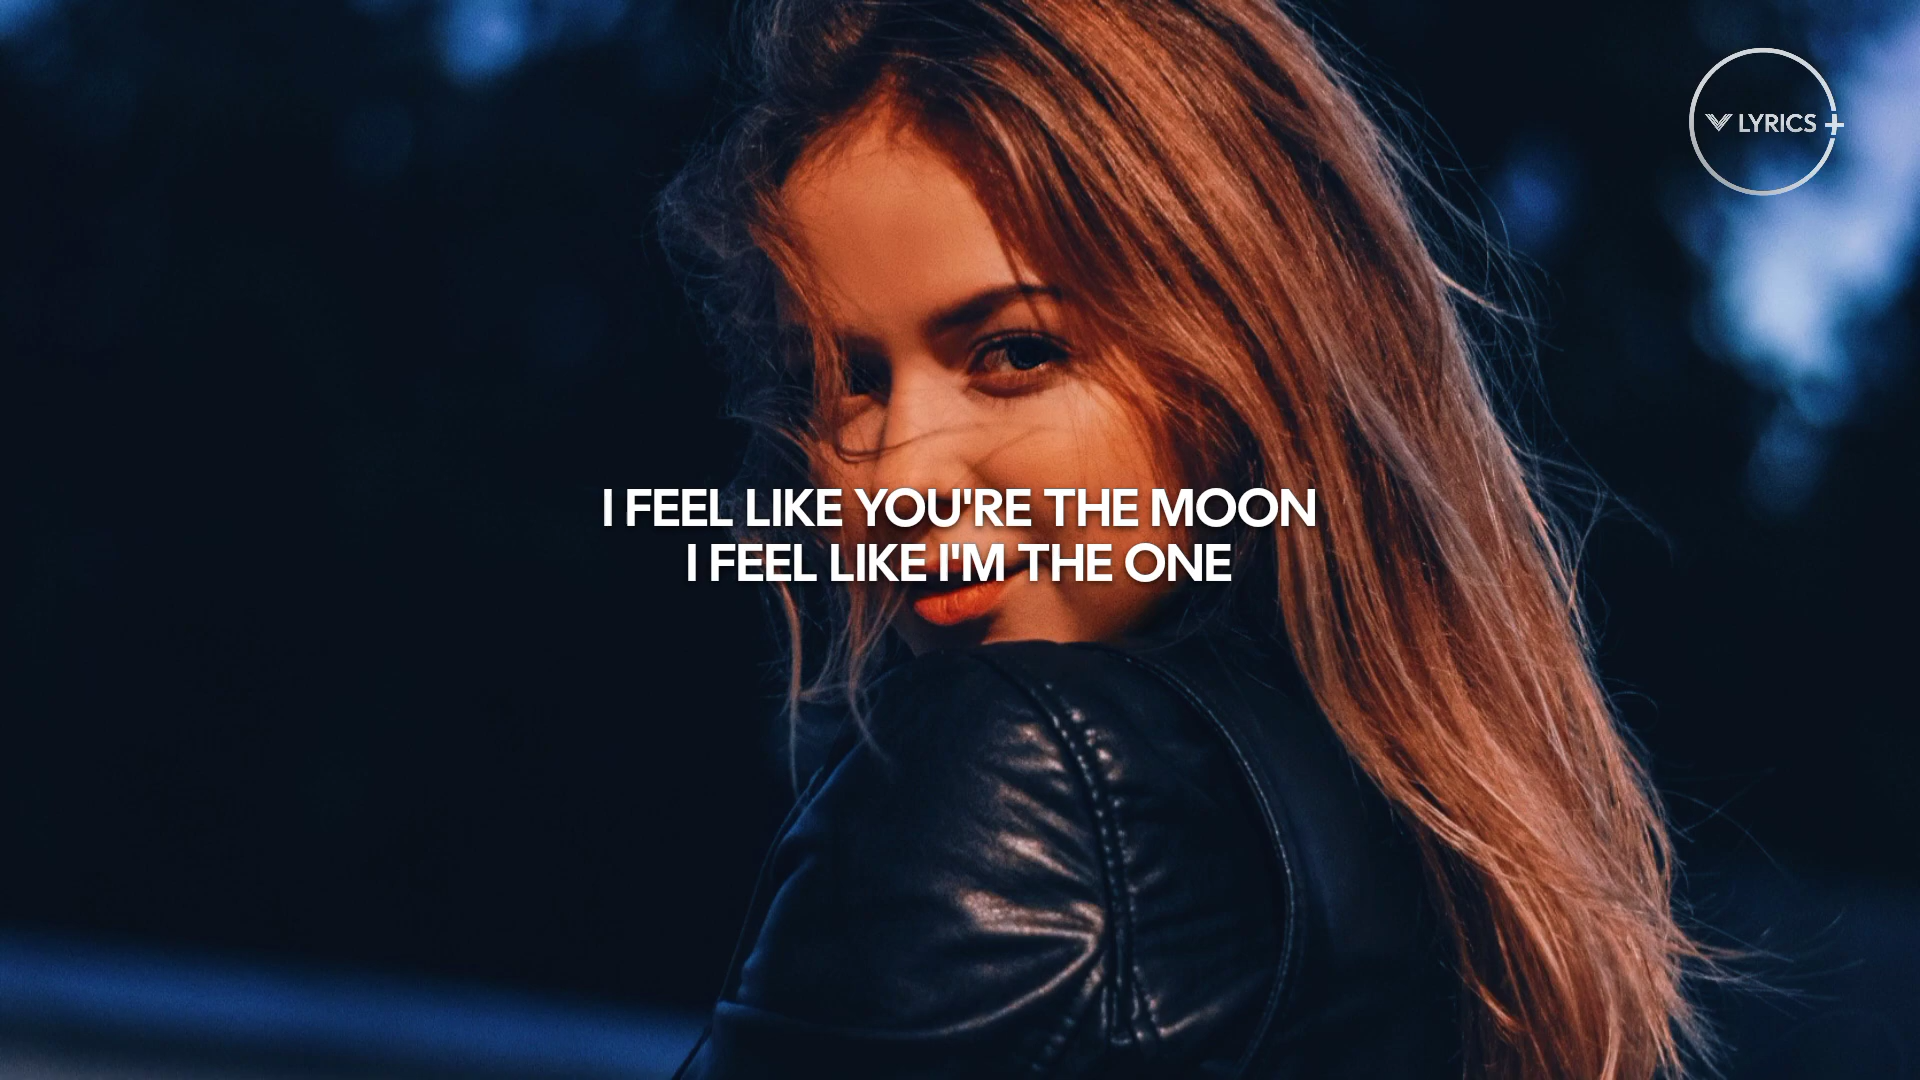 LYRICS +
I FEEL LIKE YOU'RE THE MOON
I FEEL LIKE I'M THE ONE